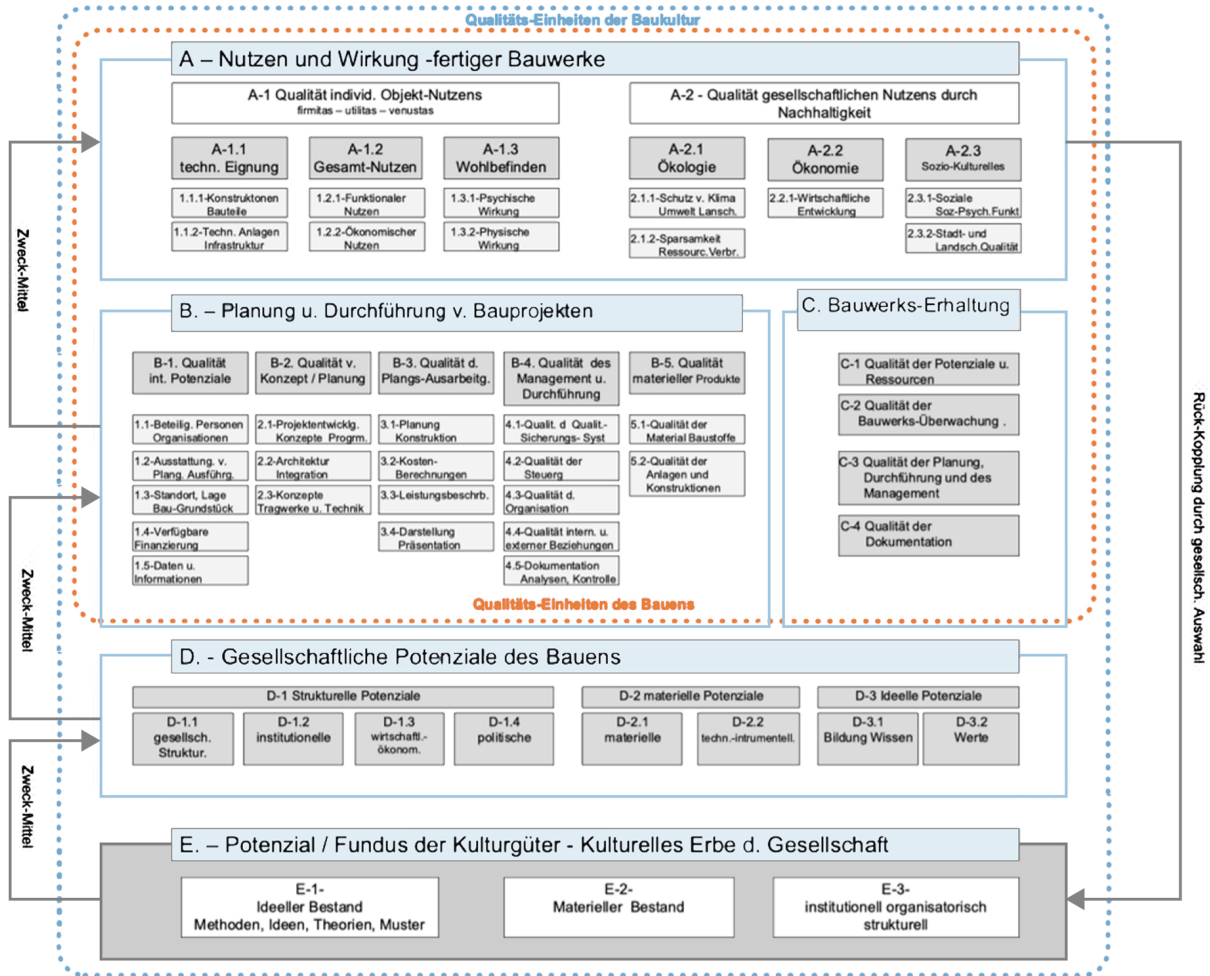 Qualitäts-Einheiten der Baukultur
A – Nutzen und Wirkung -fertiger Bauwerke
A-1 Qualität individ. Objekt-Nutzens
firmitas – utilitas – venustas
A-2 - Qualität gesellschaftlichen Nutzens durch
Nachhaltigkeit
A-1.1
techn. Eignung
A-1.2
Gesamt-Nutzen
A-1.3
Wohlbefinden
A-2.1
Ökologie
A-2.2
Ökonomie
A-2.3
Sozio-Kulturelles
1.1.1-Konstruktonen
Bauteile
1.2.1-Funktionaler
Nutzen
1.3.1-Psychische
Wirkung
2.1.1-Schutz v. Klima
Umwelt Lansch.
2.2.1-Wirtschaftliche
Entwicklung
2.3.1-Soziale
Soz-Psych.Funkt
1.1.2-Techn. Anlagen
Infrastruktur
1.2.2-Ökonomischer
Nutzen
1.3.2-Physische
Wirkung
2.1.2-Sparsamkeit
Ressourc.Verbr.
2.3.2-Stadt- und
Landsch.Qualität
Zweck-Mittel
B. – Planung u. Durchführung v. Bauprojekten
B-1. Qualität
int. Potenziale
B-2. Qualität v.
Konzept / Planung
B-3. Qualität d.
Plangs-Ausarbeitg.
B-4. Qualität des
Management u.
Durchführung
B-5. Qualität
materieller Produkte
1.1-Beteilig. Personen
Organisationen
1.2-Ausstattung. v.
Plang. Ausführg.
1.3-Standort, Lage
Bau-Grundstück
1.4-Verfügbare
Finanzierung
1.5-Daten u.
Informationen
2.1-Projektentwicklg.
Konzepte Progrm.
2.2-Architektur
Integration
2.3-Konzepte
Tragwerke u. Technik
3.1-Planung
Konstruktion
3.2-Kosten-
Berechnungen
3.3-Leistungsbeschrb.
3.4-Darstellung
Präsentation
4.1-Qualit. d Qualit.-
Sicherungs- Syst
4.2-Qualität der
Steuerg
4.3-Qualität d.
Organisation
4.4-Qualität intern. u.
externer Beziehungen
4.5-Dokumentation
Analysen, Kontrolle
5.1-Qualität der
Material Baustoffe
5.2-Qualität der
Anlagen und
Konstruktionen
C. Bauwerks-Erhaltung
C-1 Qualität der Potenziale u.
Ressourcen
C-2 Qualität der
Bauwerks-Überwachung .
C-3 Qualität der Planung,
Durchführung und des
Management
C-4 Qualität der
Dokumentation
Qualitäts-Einheiten des Bauens
Zweck-Mittel
Rück-Kopplung durch gesellsch. Auswahl
D. - Gesellschaftliche Potenziale des Bauens
D-1 Strukturelle Potenziale
D-2 materielle Potenziale
D-3 Ideelle Potenziale
D-1.1
gesellsch.
Struktur.
D-1.2
institutionelle
D-1.3
wirtschaftl.-
ökonom.
D-1.4
politische
D-2.1
materielle
D-2.2
techn.-intrumentell.
D-3.1
Bildung Wissen
D-3.2
Werte
Zweck-Mittel
E. – Potenzial / Fundus der Kulturgüter - Kulturelles Erbe d. Gesellschaft
E-1-
Ideeller Bestand
Methoden, Ideen, Theorien, Muster
E-2-
Materieller Bestand
E-3-
institutionell organisatorisch
strukturell